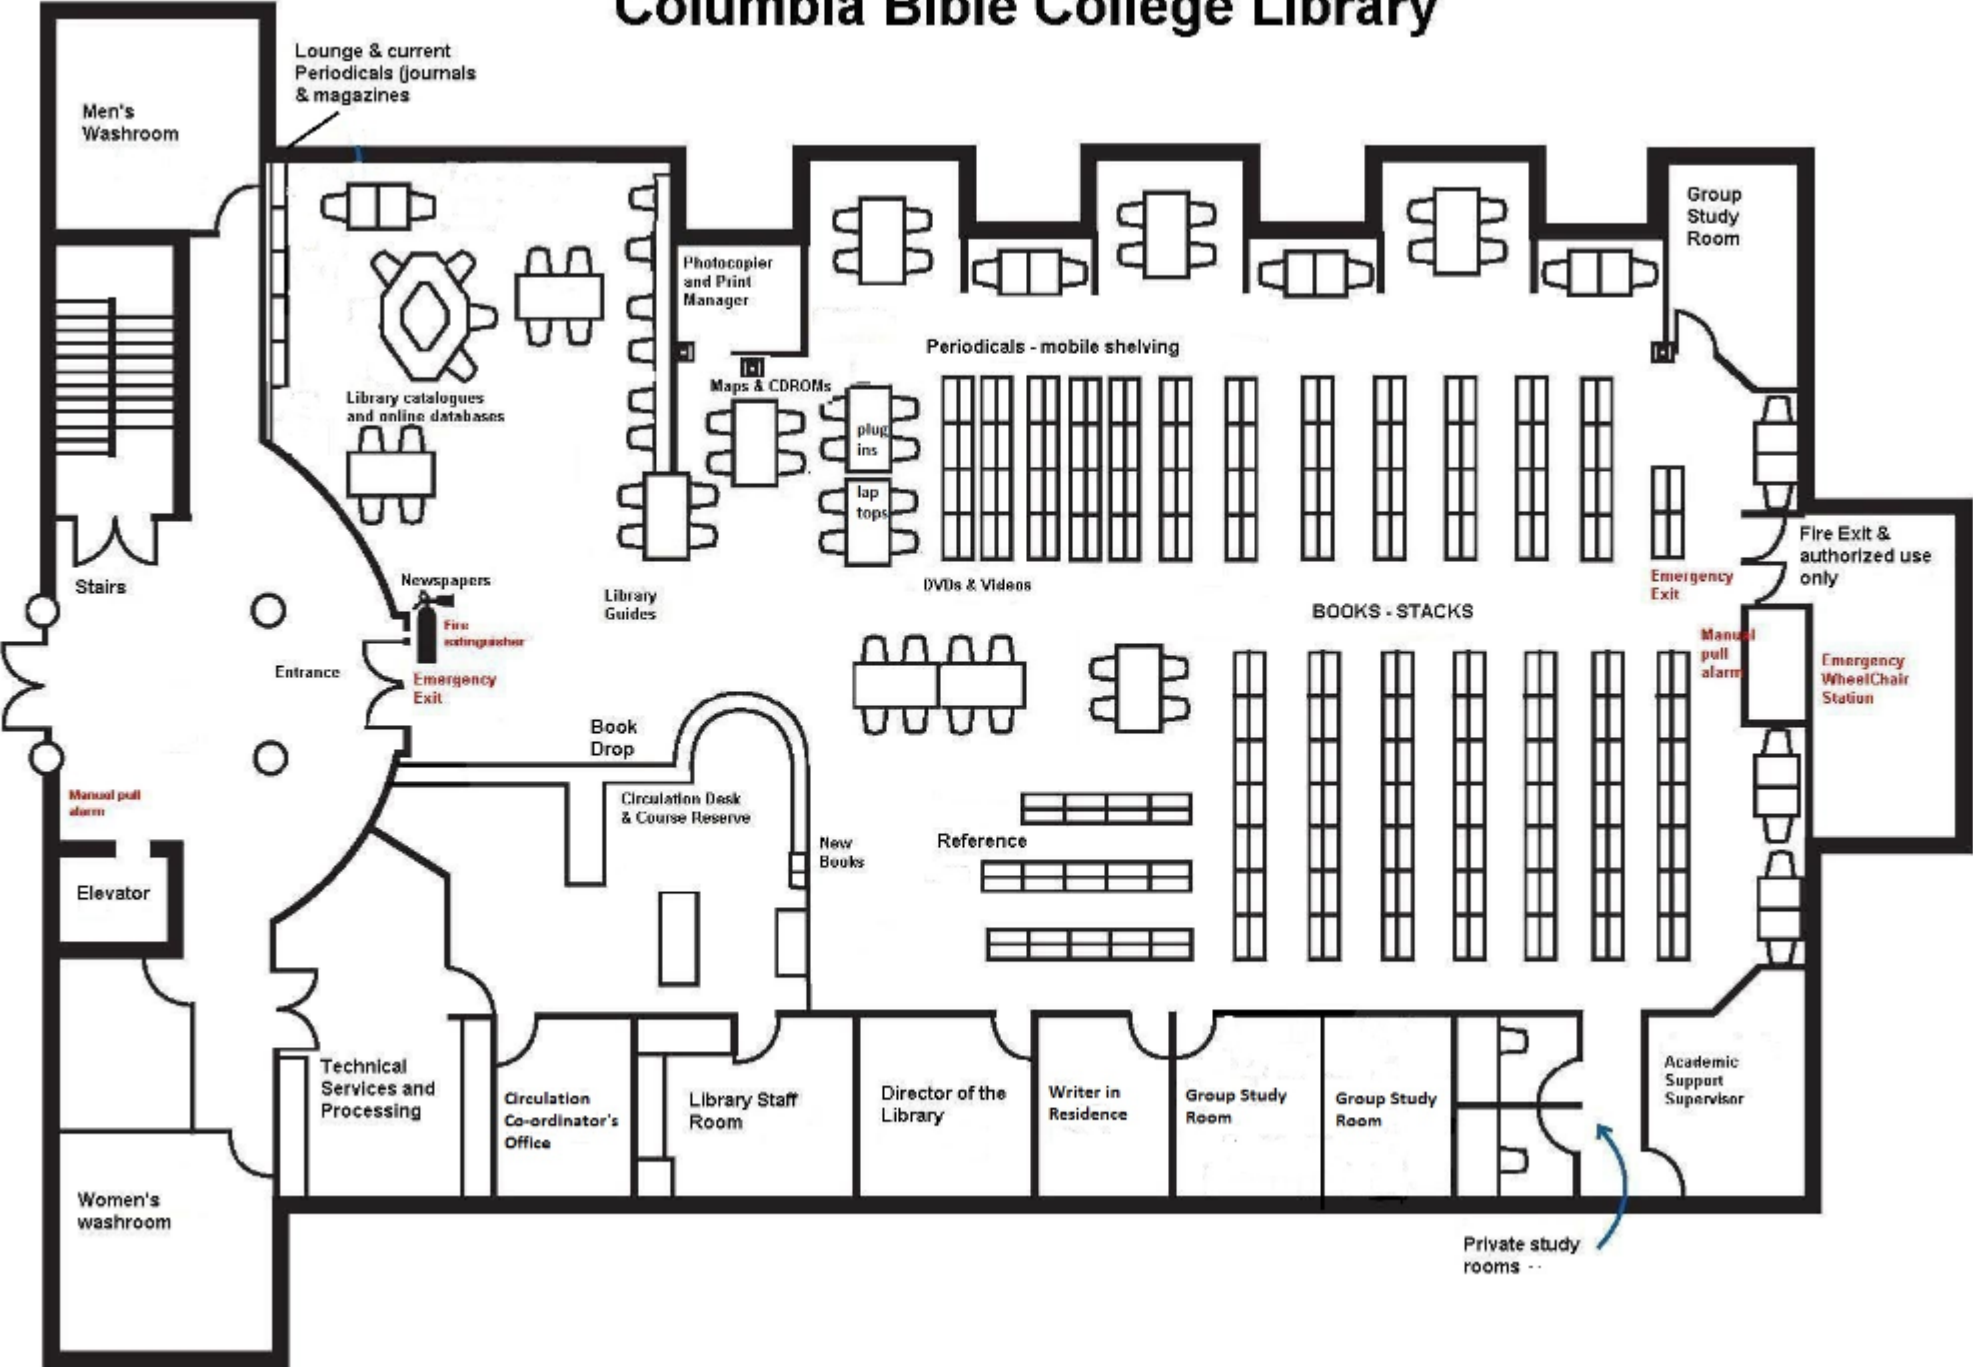 Columbia Bible College Library
Lounge & current
Periodicals (journals
& magazines
Men's
Washroom
Group
Study
Room
Photocopier
and Print
Manager
Periodicals - mobile shelving
Maps & CDROMs
Library catalogues
and online databases
plug
ins
lap
tops
Fire Exit &
authorized use
only
Stairs
Newspapers
Library
Guides
DVDs & Videos
Emergency
Exit
BOOKS - STACKS
Fire
extinguisher
Manual
pull
alarm
Entrance
Emergency
Exit
Emergency
WheelChair
Station
Book
Drop
Manual pull
alarm
Circulation Desk
& Course Reserve
New
Books
Reference
Elevator
Technical
Services and
Processing
Circulation
Co-ordinator's
Office
Library Staff
Room
Director of the
Library
Writer in
Residence
Group Study
Room
Group Study
Room
Academic
Support
Supervisor
Women's
washroom
Private study
rooms --